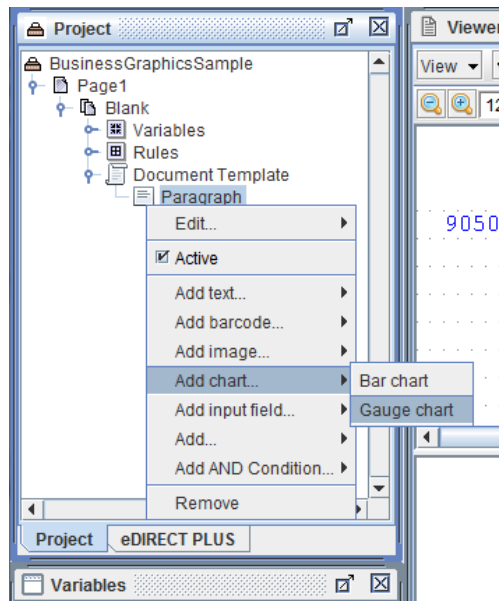 Project
BusinessGraphicsSample
Page1
Blank
Variables
Rules
Document Template
Paragraph
Edit...
Active
Add text...
Add barcode...
Add image...
Add chart...
Add input field...
Add...
Add AND Condition...
Remove
Bar chart
Gauge chart
Project
eDIRECT PLUS
Variables
Viewer
View
12
9050